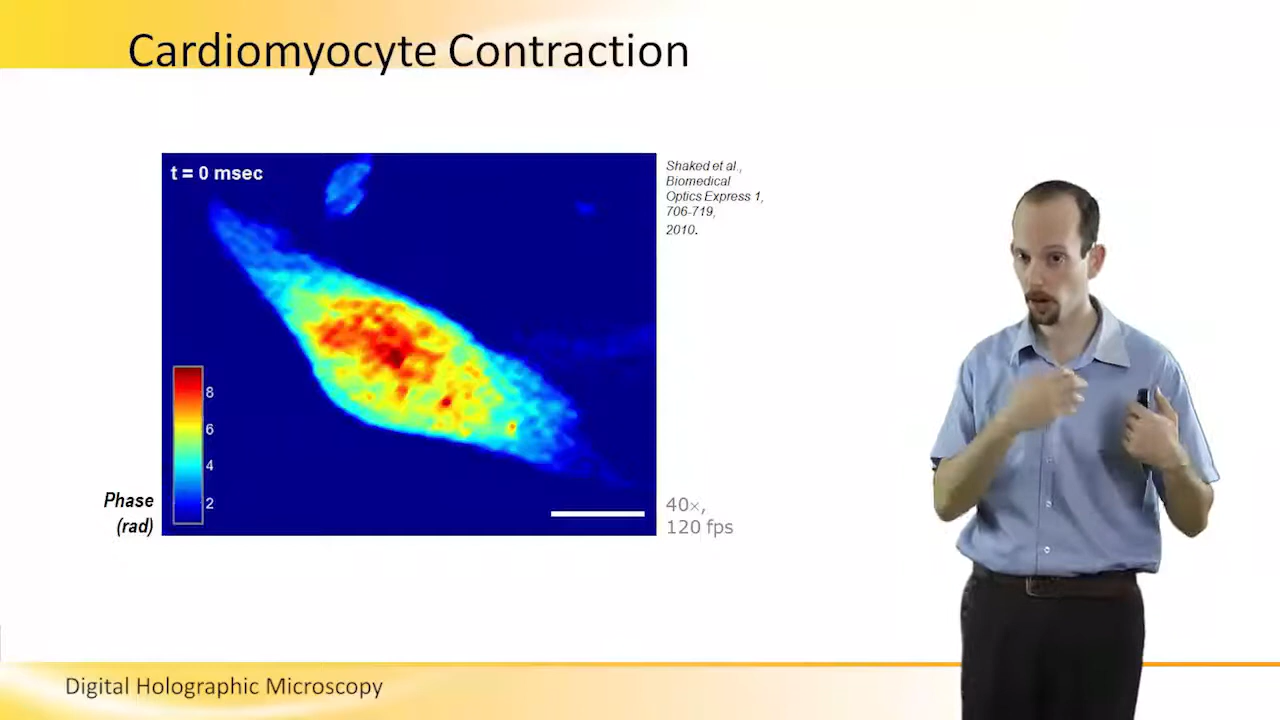 Cardiomyocyte Contraction
t = 0 msec
Shaked et al.,
Biomedical
Optics Express 1,
706-719,
2010.
8
6
4
2
Phase
(rad)
40×,
120 fps
Digital Holographic Microscopy